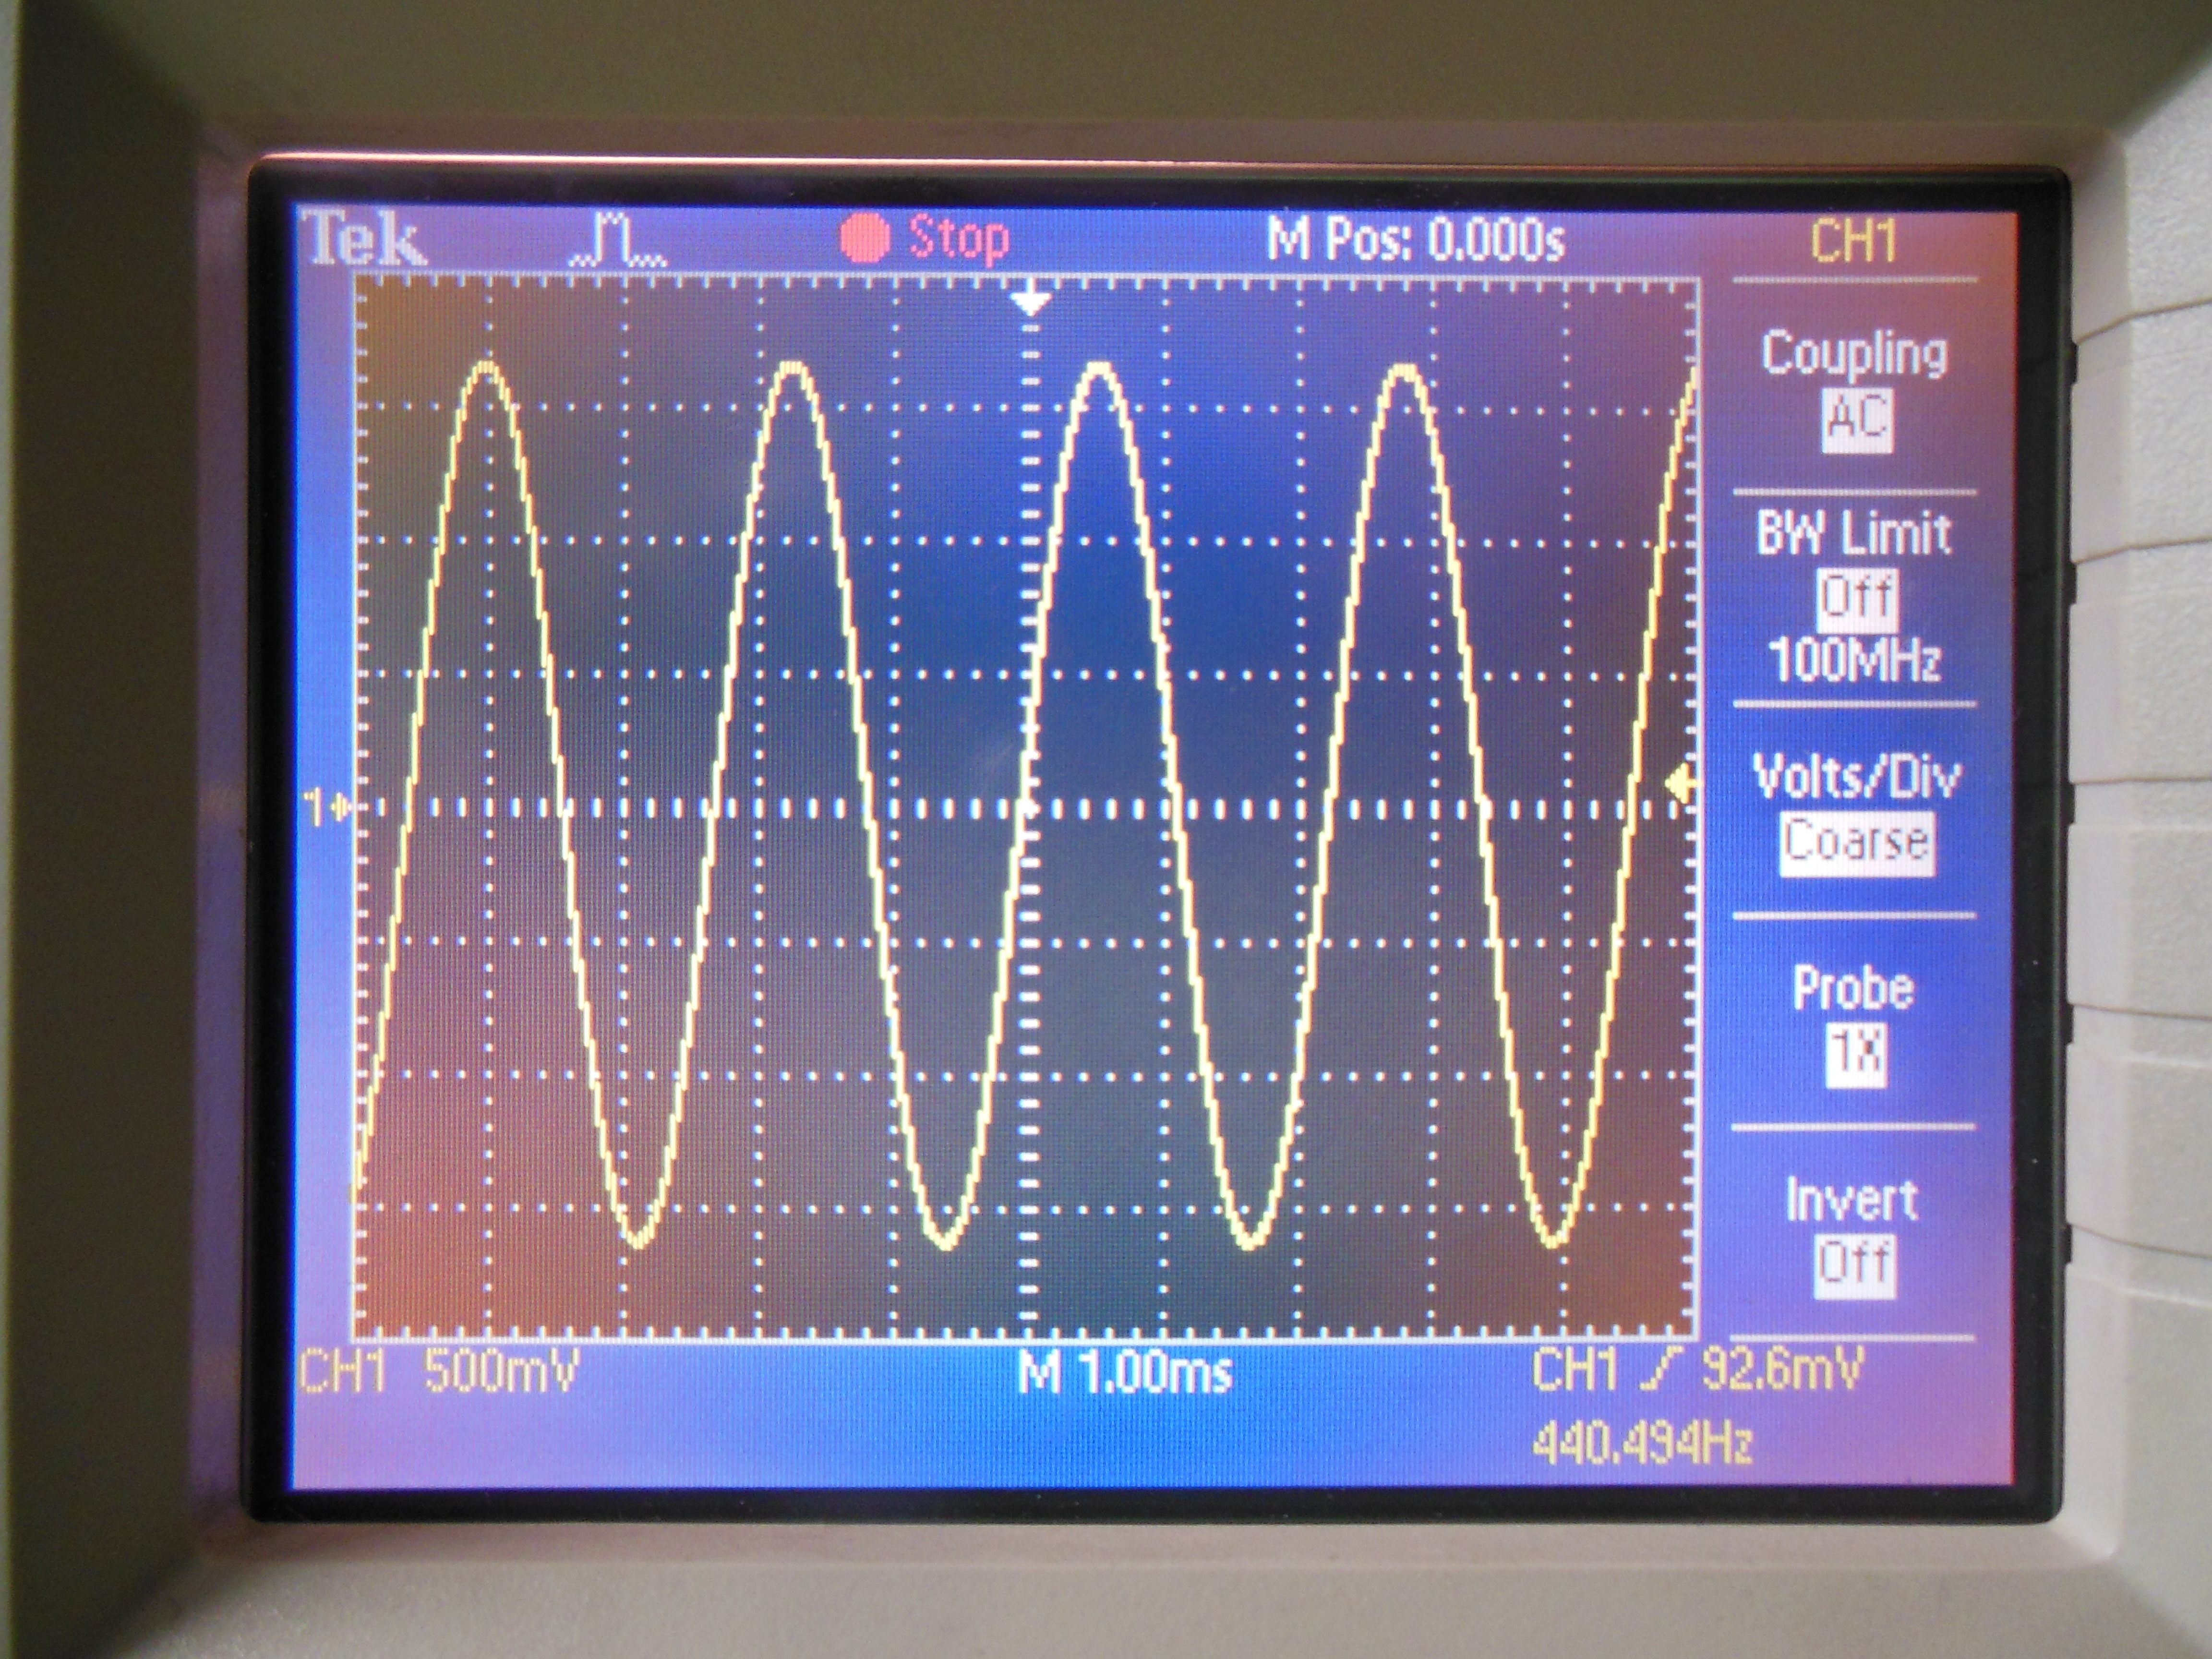 Tek Stop M Pos: 0.000s CH1
Coupling
AC
BW Limit
Off
100MHz
Volts/Div
Coarse
Probe
1X
Invert
Off
1
CH1 500mV M 1.00ms CH1 92.6mV
440.494Hz